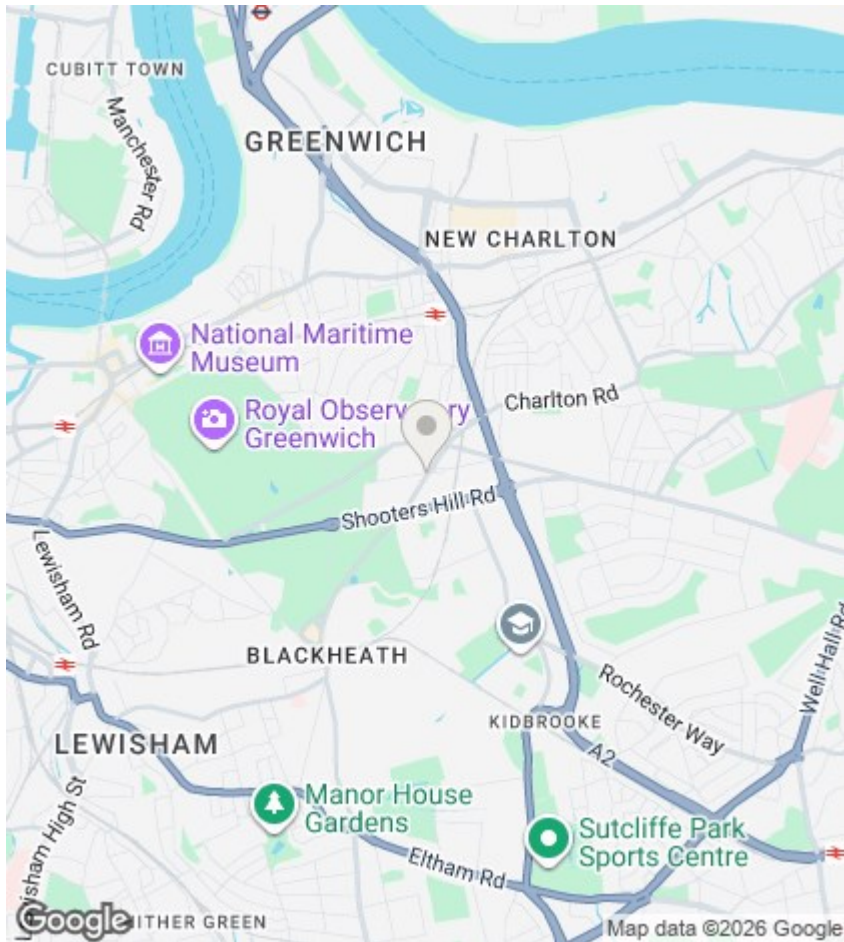 CUBITT TOWN
Manchester Rd
GREENWICH
NEW CHARLTON
National Maritime
Museum
Charlton Rd
Royal Observatory
Greenwich
Shooters Hill Rd
Lewisham Rd
BLACKHEATH
Well Hall Rd
Rochester Way
KIDBROOKE
LEWISHAM
A2
Manor House
Gardens
Sutcliffe Park
Sports Centre
Lewisham High St
Eltham Rd
Google
HITHER GREEN
Map data ©2026 Google